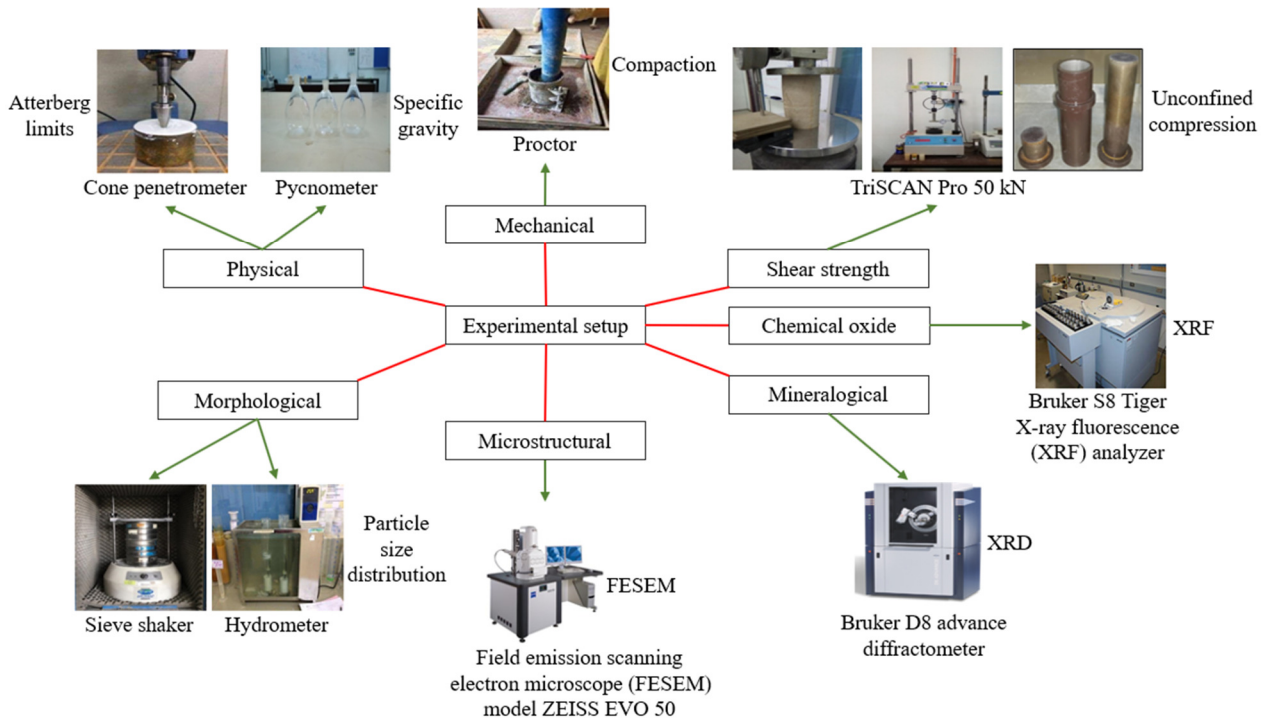 Atterberg
limits
Cone penetrometer
Specific
gravity
Pycnometer
Compaction
Proctor
Unconfined
compression
TriSCAN Pro 50 kN
Mechanical
Physical
Shear strength
Experimental setup
Chemical oxide
XRF
Bruker S8 Tiger
X-ray fluorescence
(XRF) analyzer
Morphological
Mineralogical
Microstructural
Particle
size
distribution
Sieve shaker
Hydrometer
FESEM
Field emission scanning
electron microscope (FESEM)
model ZEISS EVO 50
XRD
Bruker D8 advance
diffractometer